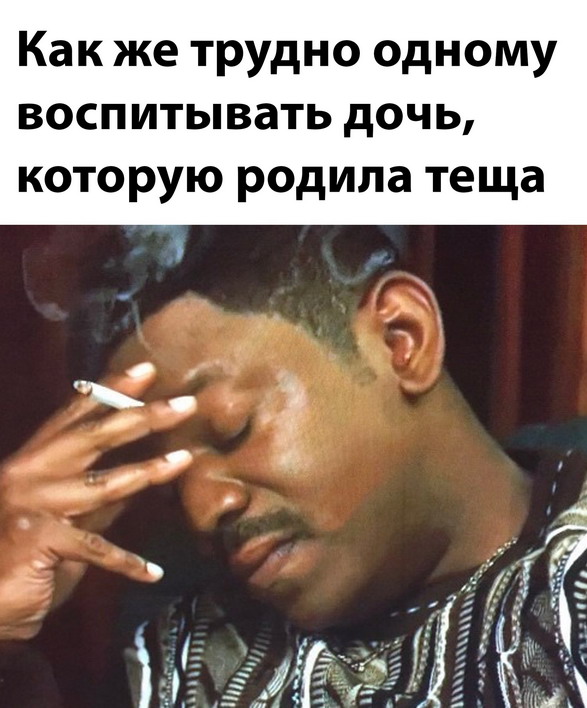 Как же трудно одному
воспитывать дочь,
которую родила теща